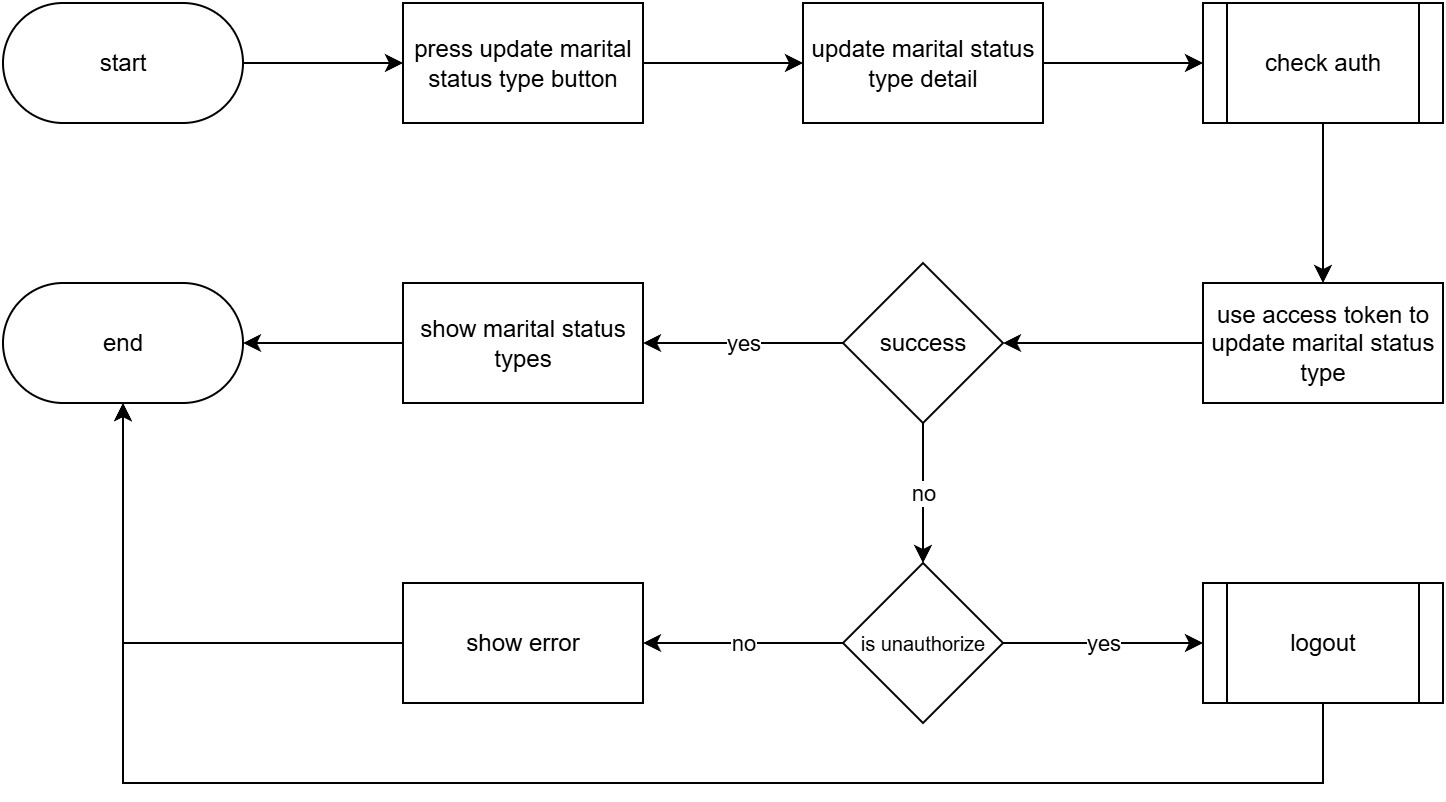 start
press update marital
status type button
update marital status
type detail
check auth
end
show marital status
types
yes
success
use access token to
update marital status
type
no
show error
no
is unauthorize
yes
logout